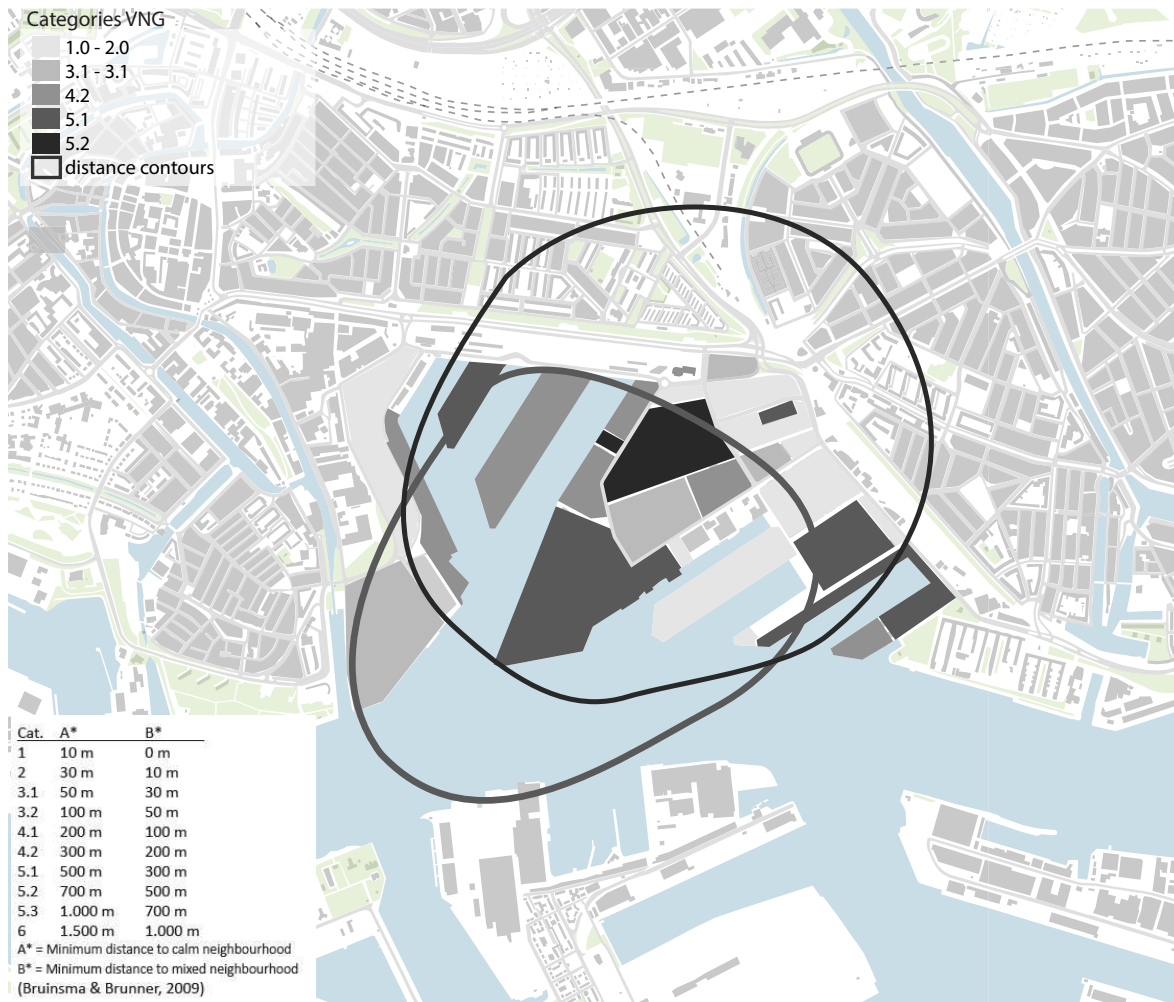 Categories VNG
1.0 - 2.0
3.1 - 3.1
4.2
5.1
5.2
distance contours
Cat. A* B*
1 10 m 0 m
2 30 m 10 m
3.1 50 m 30 m
3.2 100 m 50 m
4.1 200 m 100 m
4.2 300 m 200 m
5.1 500 m 300 m
5.2 700 m 500 m
5.3 1.000 m 700 m
6 1.500 m 1.000 m
A* = Minimum distance to calm neighbourhood
B* = Minimum distance to mixed neighbourhood
(Bruinsma & Brunner, 2009)